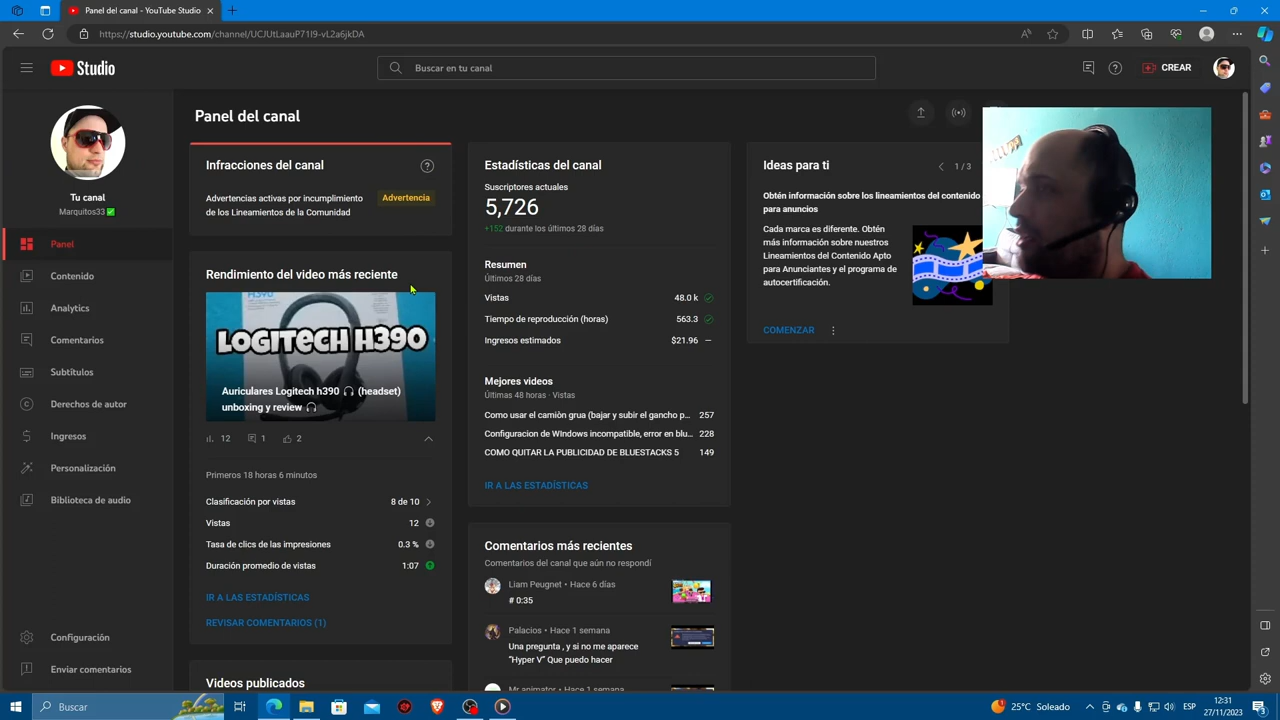 Panel del canal - YouTube Studio
https://studio.youtube.com/channel/UCJUtLaauP71I9-vL2a6jkDA
Studio
Buscar en tu canal
CREAR
Panel del canal
Tu canal
Marquitos33
Panel
Contenido
Analytics
Comentarios
Subtítulos
Derechos de autor
Ingresos
Personalización
Biblioteca de audio
Configuración
Enviar comentarios
Infracciones del canal
Advertencias activas por incumplimiento
de los Lineamientos de la Comunidad
Advertencia
Rendimiento del video más reciente
LOGITECH H390
Auriculares Logitech h390 🎧 (headset)
unboxing y review 🎧
12 1 2
Primeros 18 horas 6 minutos
Clasificación por vistas 8 de 10
Vistas 12
Tasa de clics de las impresiones 0.3 %
Duración promedio de vistas 1:07
IR A LAS ESTADÍSTICAS
REVISAR COMENTARIOS (1)
Videos publicados
Estadísticas del canal
Suscriptores actuales
5,726
+152 durante los últimos 28 días
Resumen
Últimos 28 días
Vistas 48.0 k
Tiempo de reproducción (horas) 563.3
Ingresos estimados $21.96 —
Mejores videos
Últimas 48 horas · Vistas
Como usar el camiòn grua (bajar y subir el gancho p... 257
Configuracion de WIndows incompatible, error en blu... 228
COMO QUITAR LA PUBLICIDAD DE BLUESTACKS 5 149
IR A LAS ESTADÍSTICAS
Comentarios más recientes
Comentarios del canal que aún no respondí
Liam Peugnet • Hace 6 días
# 0:35
Palacios • Hace 1 semana
Una pregunta , y si no me aparece
“Hyper V” Que puedo hacer
Mr animator • Hace 1 semana
Ideas para ti
1 / 3
Obtén información sobre los lineamientos del contenido
para anuncios
Cada marca es diferente. Obtén
más información sobre nuestros
Lineamientos del Contenido Apto
para Anunciantes y el programa de
autocertificación.
COMENZAR
Buscar
25°C Soleado
ESP
12:31
27/11/2023